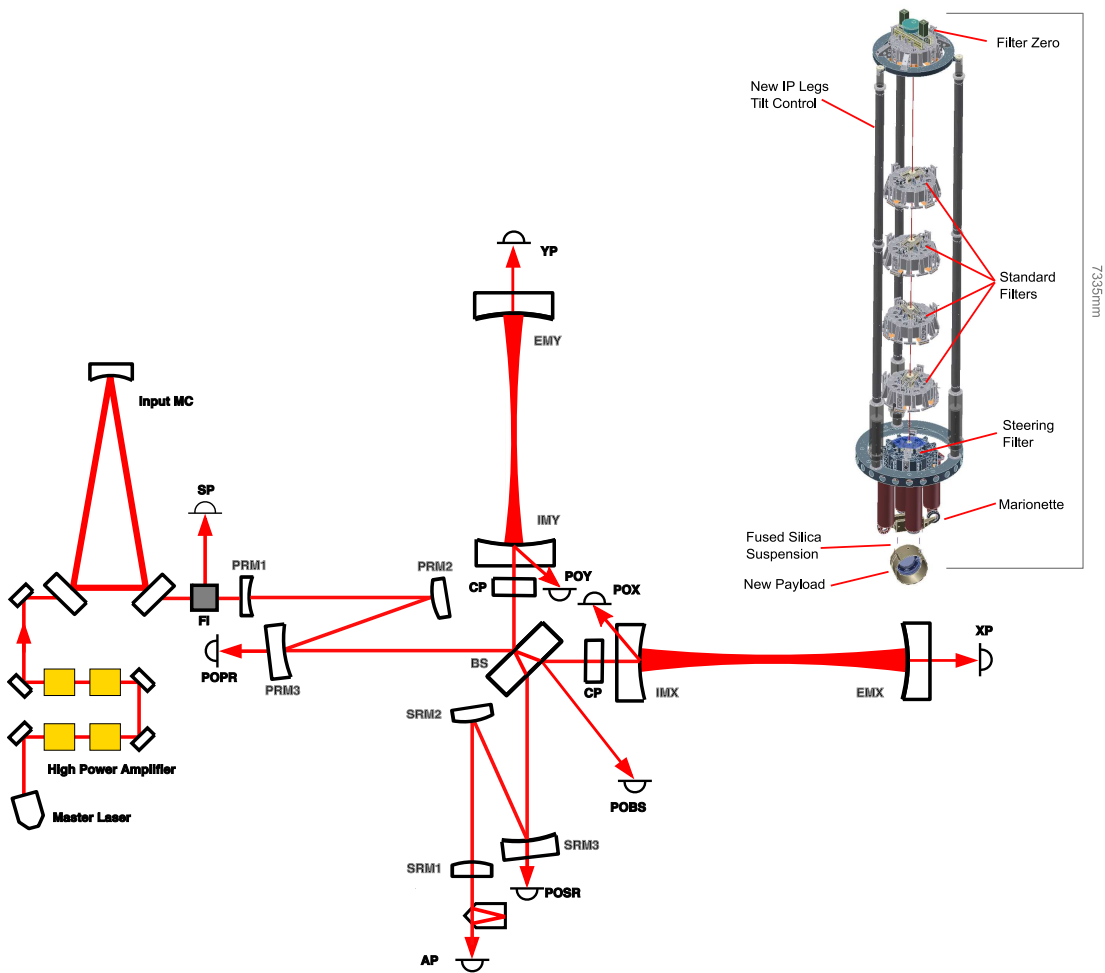 Filter Zero
New IP Legs
Tilt Control
Standard
Filters
7335mm
Steering
Filter
Marionette
Fused Silica
Suspension
New Payload
YP
EMY
Input MC
SP
IMY
PRM1
PRM2
CP
POY
POX
FI
XP
POPR
PRM3
BS
CP
IMX
EMX
SRM2
High Power Amplifier
POBS
Master Laser
SRM3
SRM1
POSR
AP